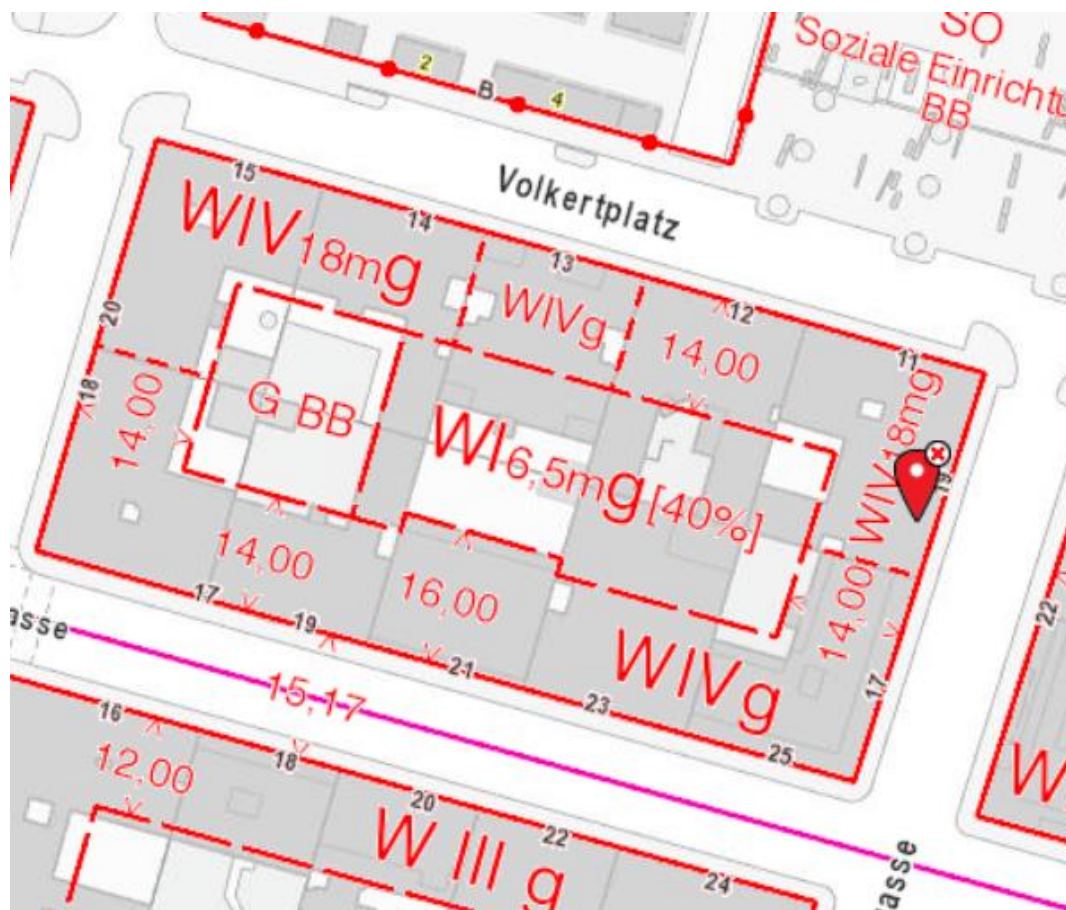 SO
Soziale Einrichtu
BB
2
B
4
Volkertplatz
15
14
13
12
11
WIV18mg
WIVg
14,00
WIV18mg
20
18
14,00
G BB
WI6,5mg[40%]
19
14,00
16,00
14,00
WIVg
17
17
19
21
23
25
22
asse
15,17
16
12,00
18
20
22
24
W III g
W
asse